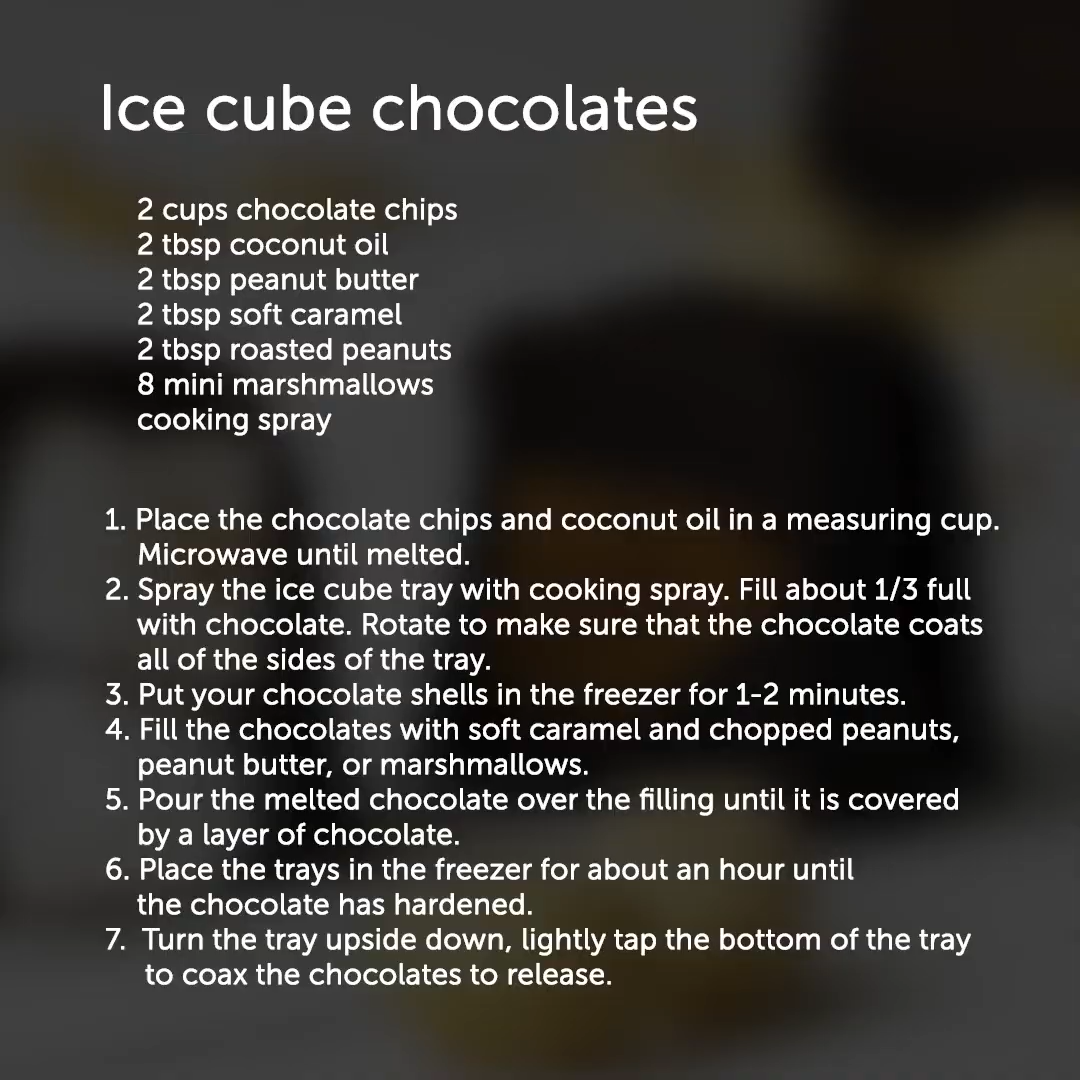 Ice cube chocolates
2 cups chocolate chips
2 tbsp coconut oil
2 tbsp peanut butter
2 tbsp soft caramel
2 tbsp roasted peanuts
8 mini marshmallows
cooking spray
1. Place the chocolate chips and coconut oil in a measuring cup.
Microwave until melted.
2. Spray the ice cube tray with cooking spray. Fill about 1/3 full
with chocolate. Rotate to make sure that the chocolate coats
all of the sides of the tray.
3. Put your chocolate shells in the freezer for 1-2 minutes.
4. Fill the chocolates with soft caramel and chopped peanuts,
peanut butter, or marshmallows.
5. Pour the melted chocolate over the filling until it is covered
by a layer of chocolate.
6. Place the trays in the freezer for about an hour until
the chocolate has hardened.
7. Turn the tray upside down, lightly tap the bottom of the tray
to coax the chocolates to release.